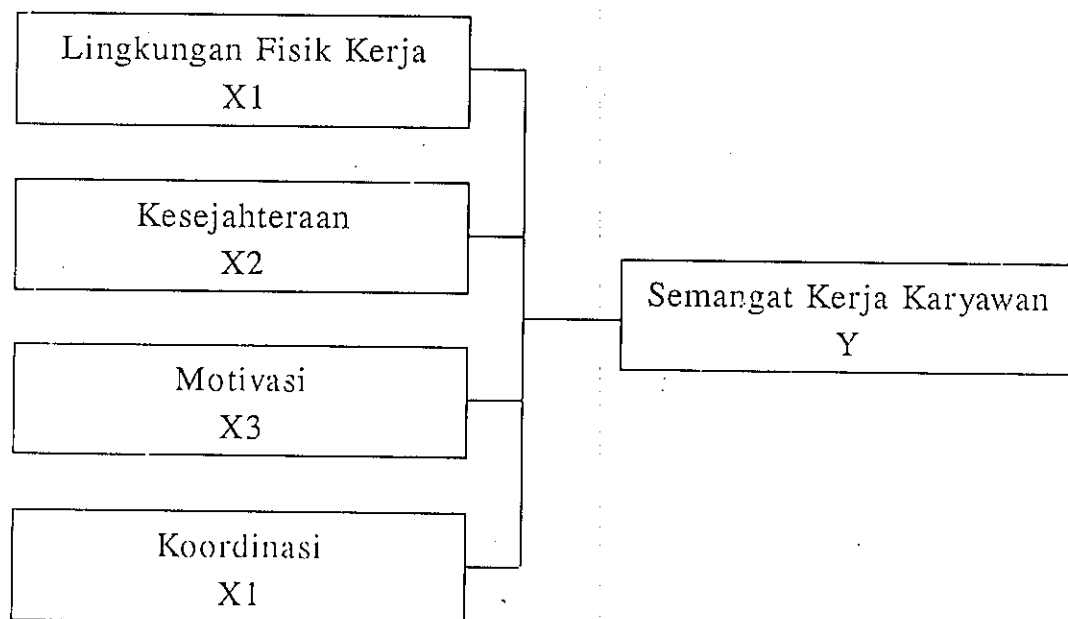 Lingkungan Fisik Kerja
X1
Kesejahteraan
X2
Motivasi
X3
Koordinasi
X1
Semangat Kerja Karyawan
Y